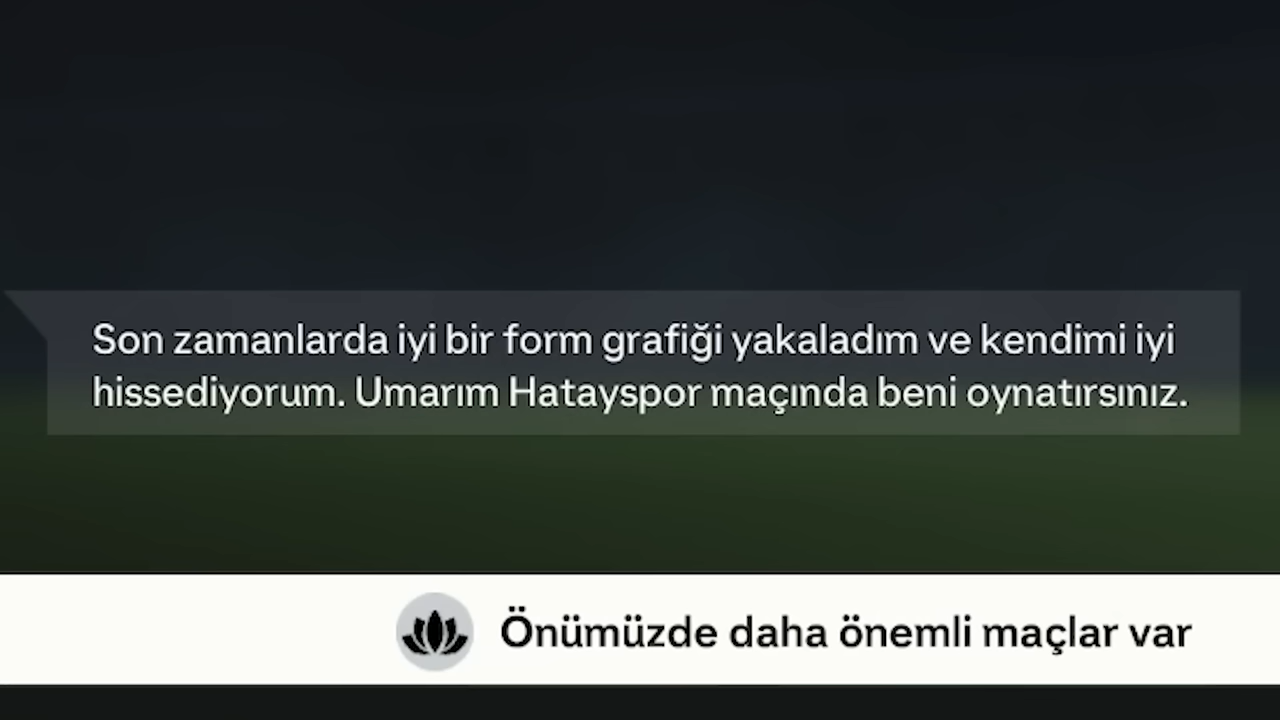 Son zamanlarda iyi bir form grafiği yakaladım ve kendimi iyi
hissediyorum. Umarım Hatayspor maçında beni oynatırsınız.
Önümüzde daha önemli maçlar var